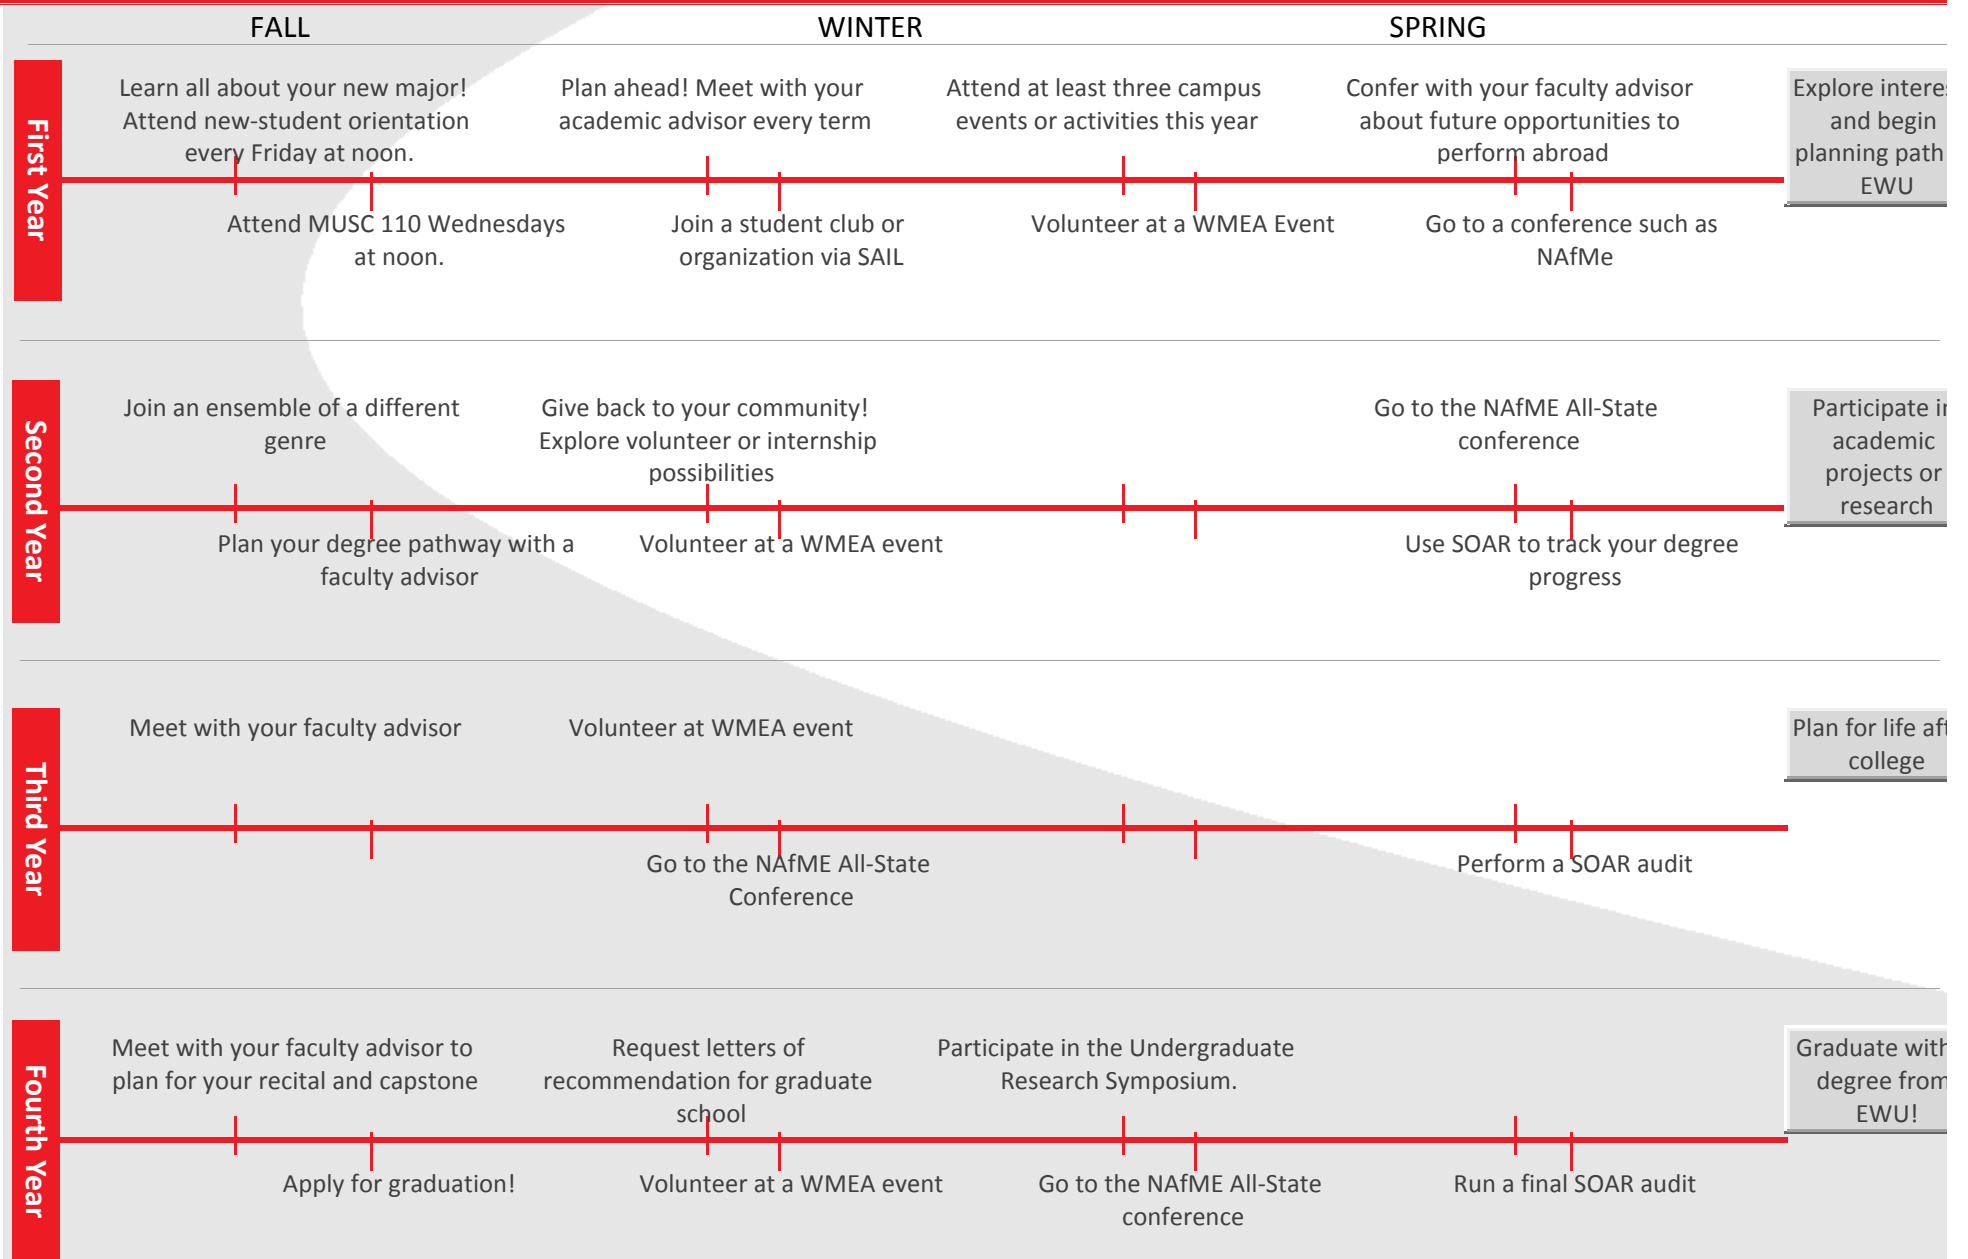 FALL
WINTER
SPRING
First Year
Learn all about your new major!
Attend new-student orientation
every Friday at noon.
Plan ahead! Meet with your
academic advisor every term
Attend at least three campus
events or activities this year
Confer with your faculty advisor
about future opportunities to
perform abroad
Explore
and begin
planning path
EWU
Attend MUSC 110 Wednesdays
at noon.
Join a student club or
organization via SAIL
Volunteer at a WMEA Event
Go to a conference such as
NAfMe
Second Year
Join an ensemble of a different
genre
Give back to your community!
Explore volunteer or internship
possibilities
Go to the NAfME All-State
conference
Participate in
academic
projects or
research
Plan your degree pathway with a
faculty advisor
Volunteer at a WMEA event
Use SOAR to track your degree
progress
Third Year
Meet with your faculty advisor
Volunteer at WMEA event
Plan for life
college
Go to the NAfME All-State
Conference
Perform a SOAR audit
Fourth Year
Meet with your faculty advisor to
plan for your recital and capstone
Request letters of
recommendation for graduate
school
Participate in the Undergraduate
Research Symposium.
Graduate with
degree from
EWU!
Apply for graduation!
Volunteer at a WMEA event
Go to the NAfME All-State
conference
Run a final SOAR audit